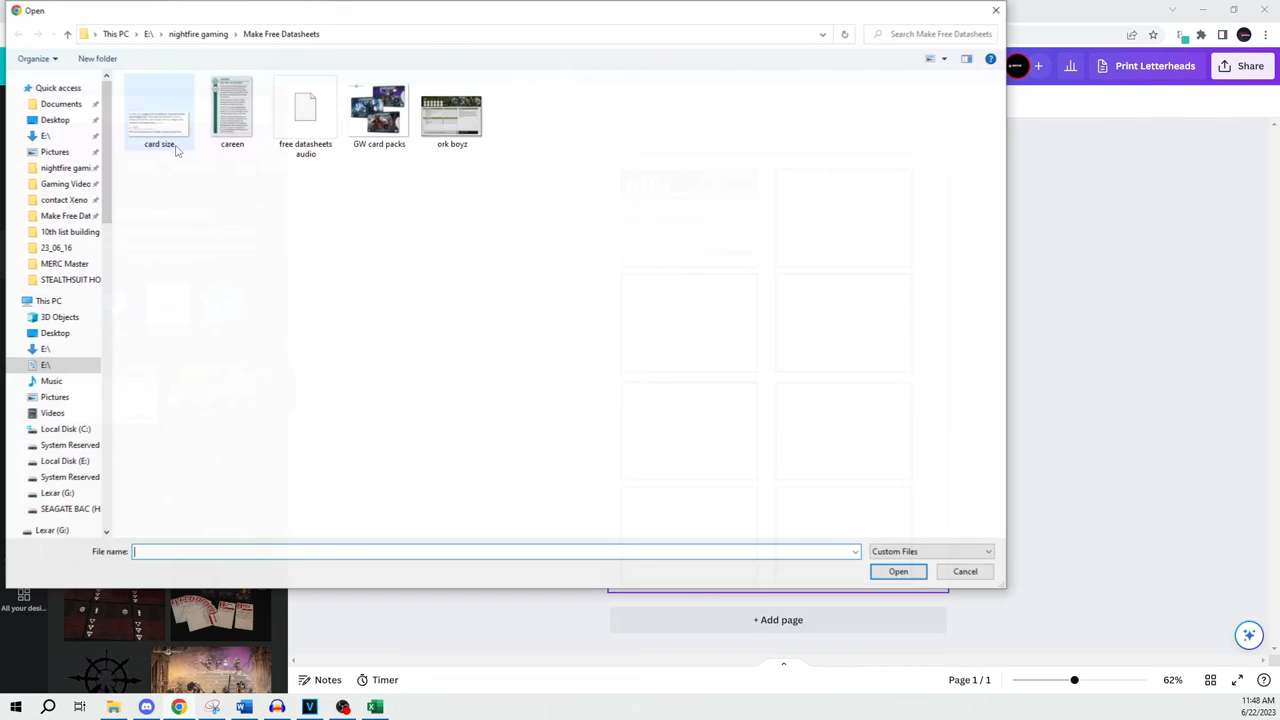 Open
This PC > E:\ > nightfire gaming > Make Free Datasheets
Search Make Free Datasheets
Organize
New folder
Print Letterheads
Share
Quick access
Documents
Desktop
E:\
Pictures
nightfire gami
Gaming Video
contact Xeno
Make Free Dat
10th list building
23_06_16
MERC Master
STEALTHSUIT HO
This PC
3D Objects
Desktop
E:\
E:\
Music
Pictures
Videos
Local Disk (C:)
System Reserved
Local Disk (E:)
System Reserved
Lexar (G:)
SEAGATE BAC (H
Lexar (G:)
card size
careen
free datasheets
audio
GW card packs
ork boyz
File name:
Custom Files
Open
Cancel
All your desi...
+ Add page
Notes
Timer
Page 1 / 1
62%
11:48 AM
6/22/2023